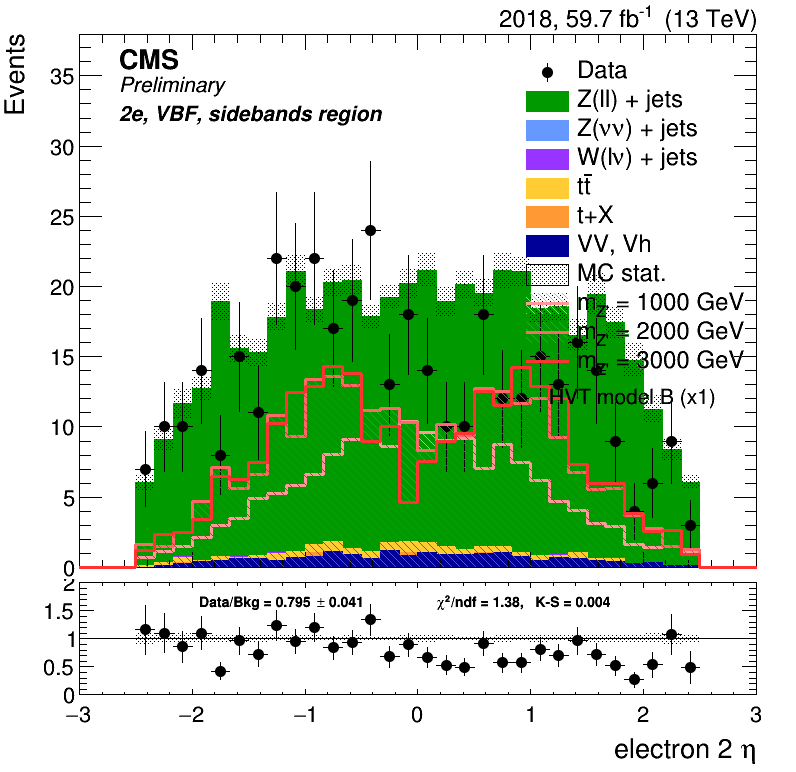 2018, 59.7 fb⁻¹ (13 TeV)
Events
CMS
Preliminary
2e, VBF, sidebands region
Data
Z(ll) + jets
Z(νν) + jets
W(lν) + jets
tt̄
t+X
VV, Vh
MC stat.
m_Z' = 1000 GeV
m_Z' = 2000 GeV
m_Z' = 3000 GeV
HVT model B (x1)
35
30
25
20
15
10
5
0
Data/Bkg = 0.795 ± 0.041
χ²/ndf = 1.38, K-S = 0.004
2
1.5
1
0.5
0
−3 −2 −1 0 1 2 3
electron 2 η